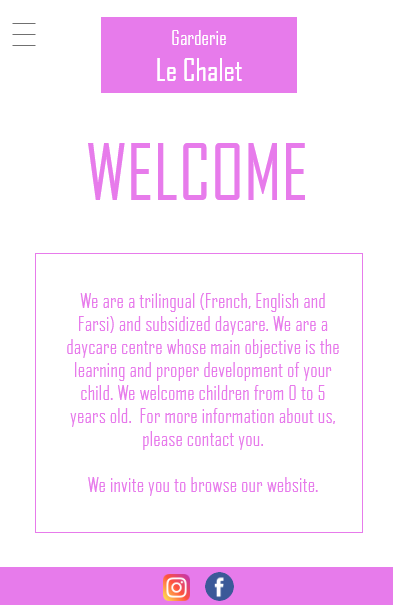 Garderie
Le Chalet
WELCOME
We are a trilingual (French, English and
Farsi) and subsidized daycare. We are a
daycare centre whose main objective is the
learning and proper development of your
child. We welcome children from 0 to 5
years old.  For more information about us,
please contact you.
We invite you to browse our website.